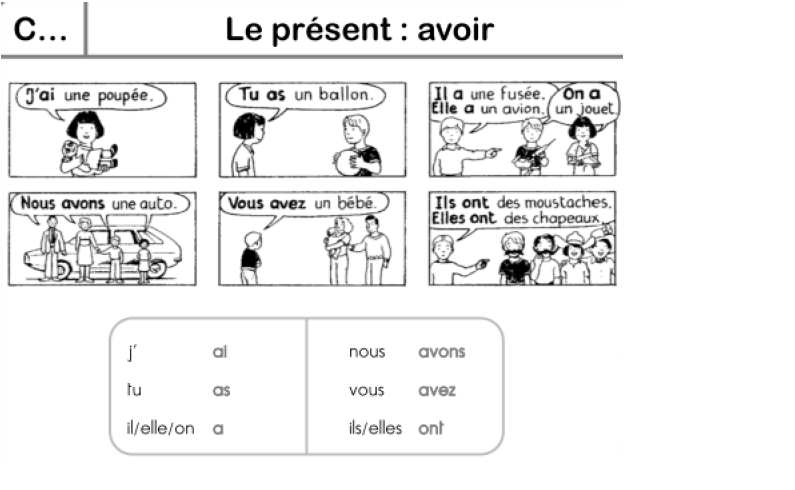 C...
Le présent : avoir
J'ai une poupée.
Tu as un ballon.
Il a une fusée.
Elle a un avion.
On a
un jouet.
Nous avons une auto.
Vous avez un bébé.
Ils ont des moustaches.
Elles ont des chapeaux.
j' ai
tu as
il/elle/on a
nous avons
vous avez
ils/elles ont